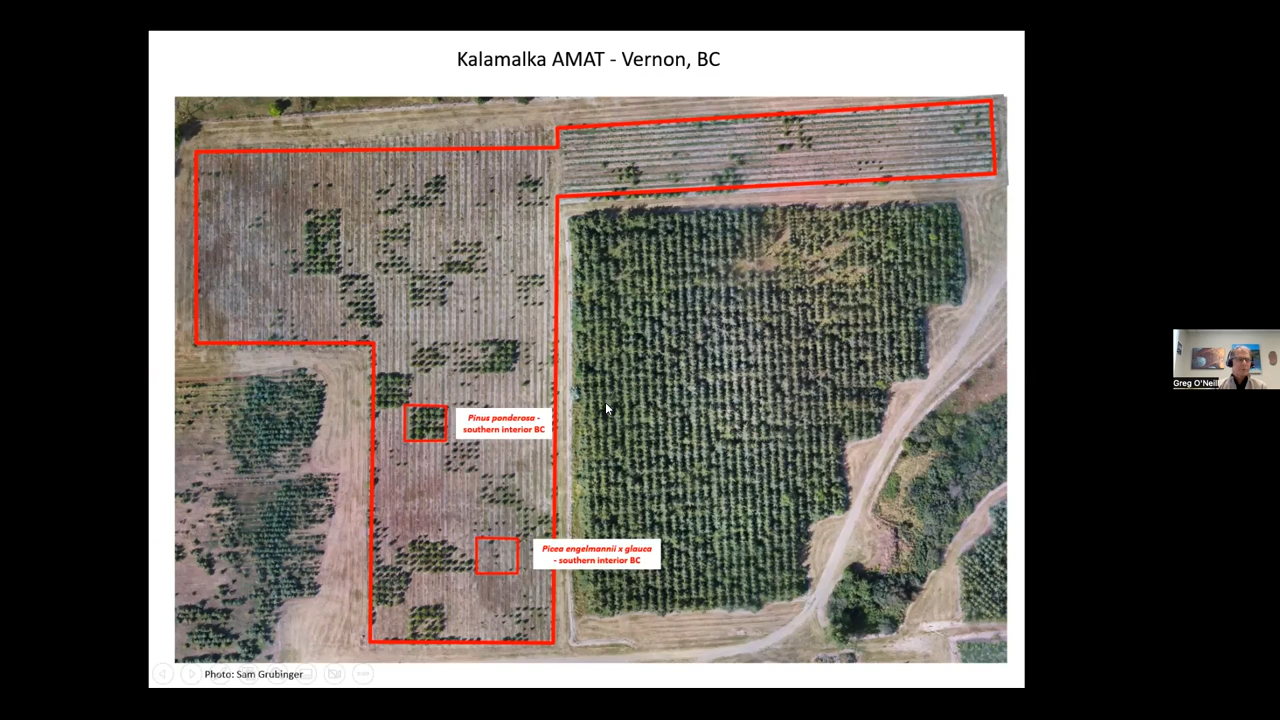 Kalamalka AMAT - Vernon, BC
Pinus ponderosa -
southern interior BC
Picea engelmannii x glauca
- southern interior BC
Photo: Sam Grubinger
Greg O'Neill